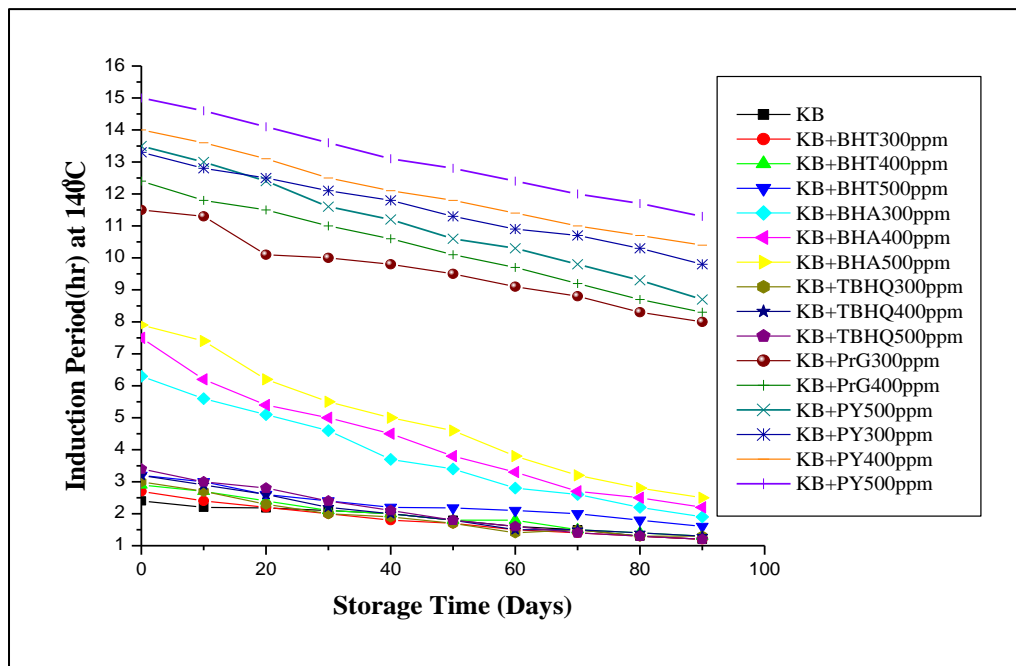 16
15
14
13
12
11
10
9
8
7
6
5
4
3
2
1
Induction Period(hr) at 140⁰C
0
20
40
60
80
100
Storage Time (Days)
KB
KB+BHT300ppm
KB+BHT400ppm
KB+BHT500ppm
KB+BHA300ppm
KB+BHA400ppm
KB+BHA500ppm
KB+TBHQ300ppm
KB+TBHQ400ppm
KB+TBHQ500ppm
KB+PrG300ppm
KB+PrG400ppm
KB+PY500ppm
KB+PY300ppm
KB+PY400ppm
KB+PY500ppm